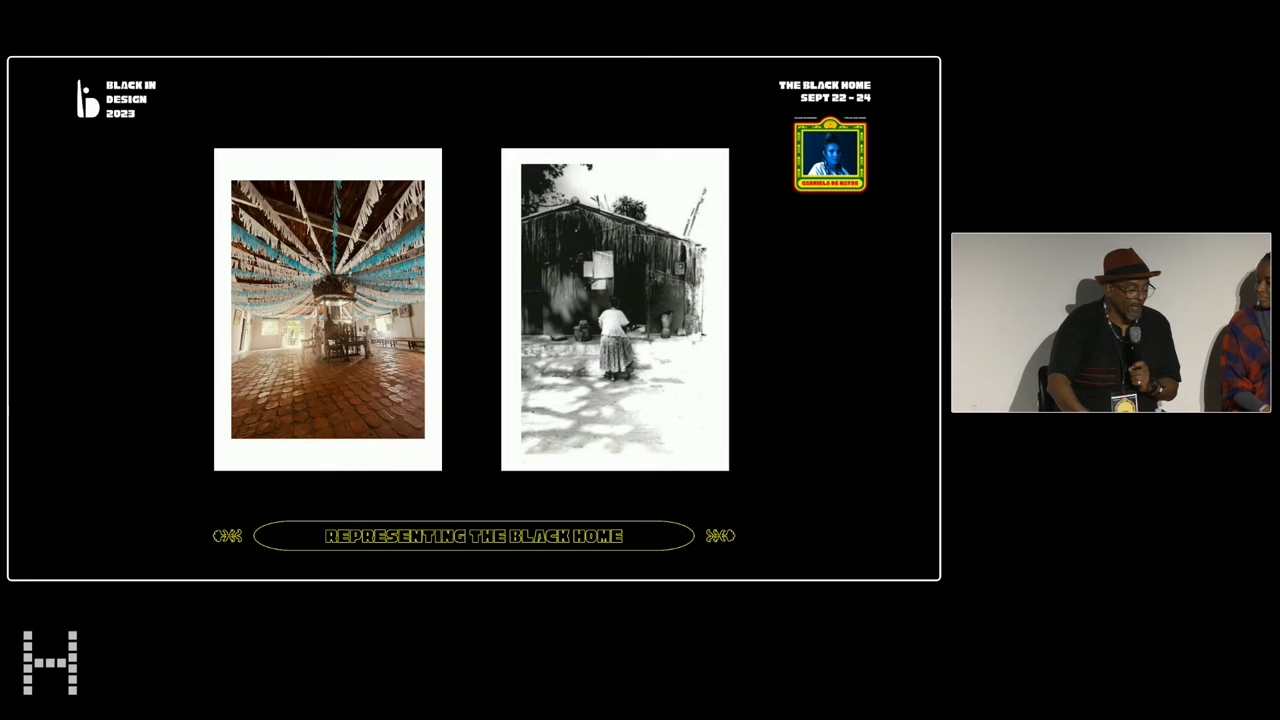 BLACK IN
DESIGN
2023
THE BLACK HOME
SEPT 22 - 24
GABRIELA DE MATOS
REPRESENTING THE BLACK HOME
H